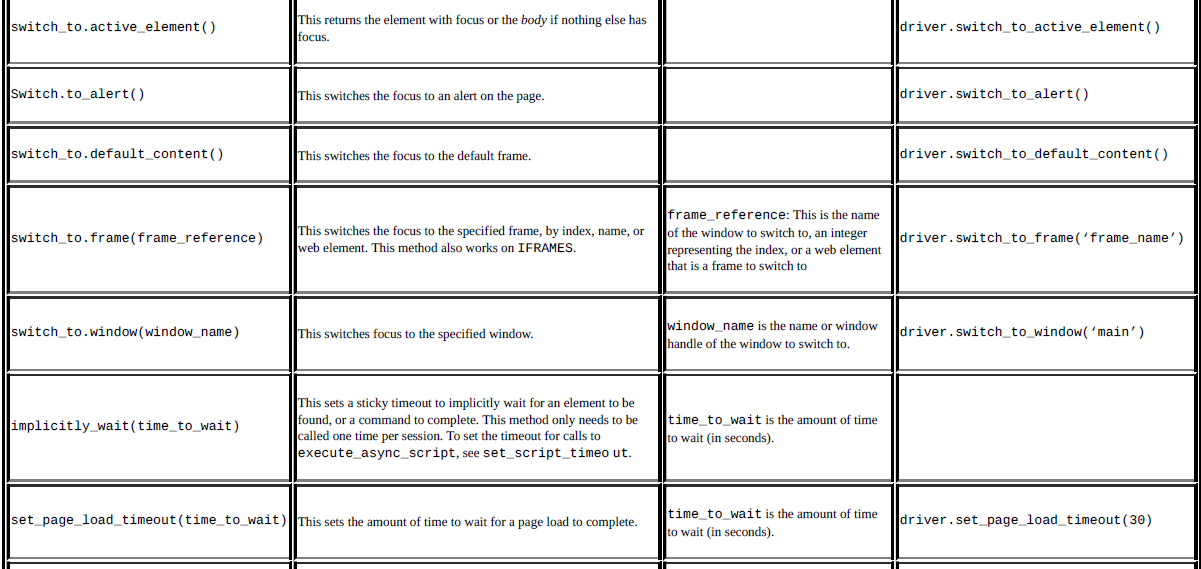 switch_to.active_element()
This returns the element with focus or the body if nothing else has
focus.
driver.switch_to_active_element()
Switch.to_alert()
This switches the focus to an alert on the page.
driver.switch_to_alert()
switch_to.default_content()
This switches the focus to the default frame.
driver.switch_to_default_content()
switch_to.frame(frame_reference)
This switches the focus to the specified frame, by index, name, or
web element. This method also works on IFRAMES.
frame_reference: This is the name
of the window to switch to, an integer
representing the index, or a web element
that is a frame to switch to
driver.switch_to_frame(‘frame_name’)
switch_to.window(window_name)
This switches focus to the specified window.
window_name is the name or window
handle of the window to switch to.
driver.switch_to_window(‘main’)
implicitly_wait(time_to_wait)
This sets a sticky timeout to implicitly wait for an element to be
found, or a command to complete. This method only needs to be
called one time per session. To set the timeout for calls to
execute_async_script, see set_script_timeo ut.
time_to_wait is the amount of time
to wait (in seconds).
set_page_load_timeout(time_to_wait)
This sets the amount of time to wait for a page load to complete.
time_to_wait is the amount of time
to wait (in seconds).
driver.set_page_load_timeout(30)